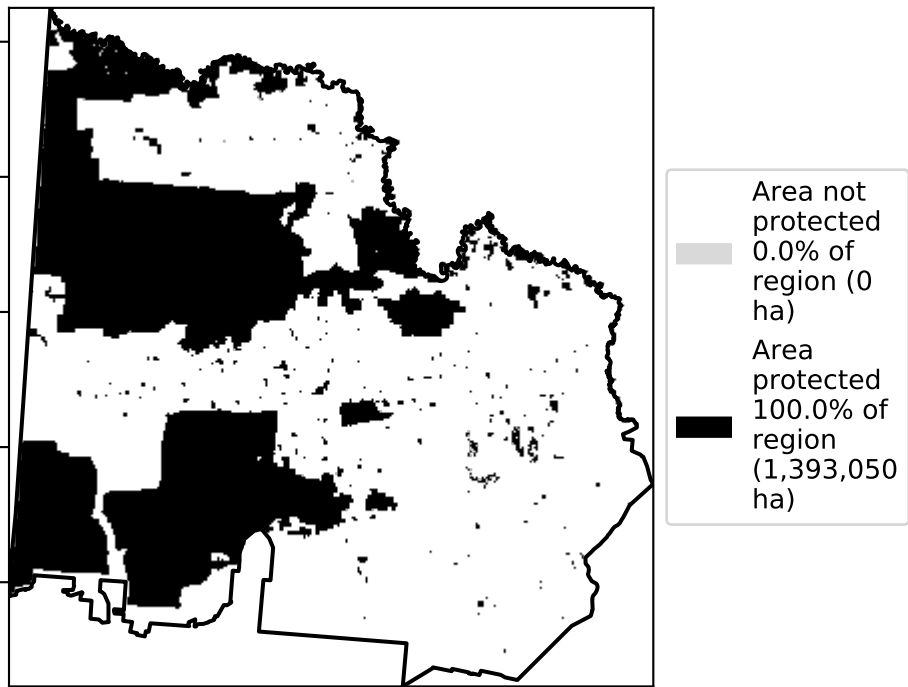 Area not
protected
0.0% of
region (0
ha)
Area
protected
100.0% of
region
(1,393,050
ha)